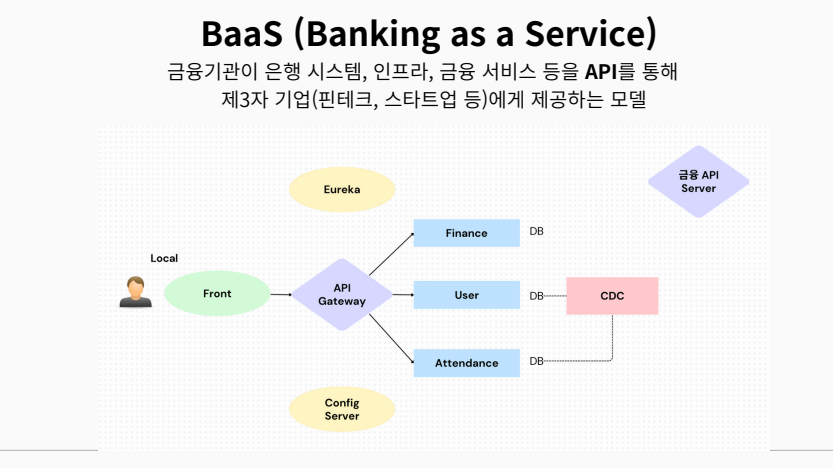 BaaS (Banking as a Service)
금융기관이 은행 시스템, 인프라, 금융 서비스 등을 API를 통해
제3자 기업(핀테크, 스타트업 등)에게 제공하는 모델
금융 API
Server
Eureka
Finance
DB
Local
Front
API
Gateway
User
DB
CDC
Attendance
DB
Config
Server